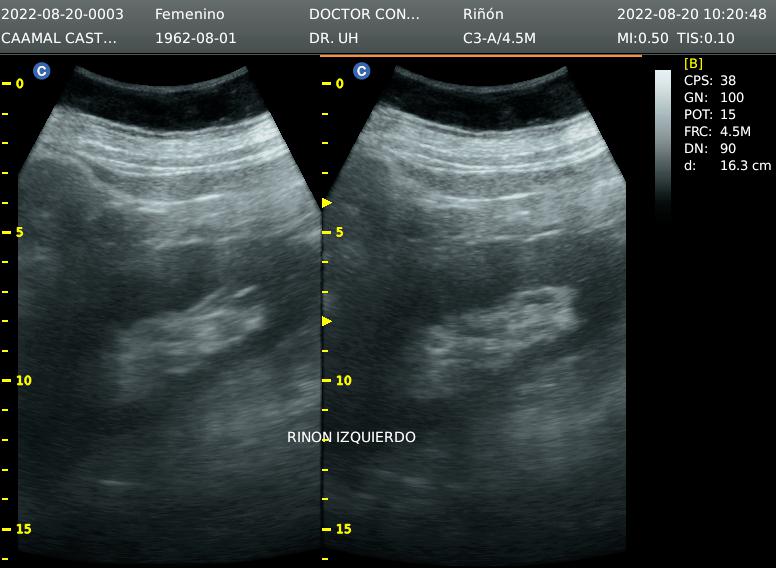 2022-08-20-0003 Femenino DOCTOR CON... Riñón 2022-08-20 10:20:48
CAAMAL CAST... 1962-08-01 DR. UH C3-A/4.5M MI:0.50 TIS:0.10
[B]
CPS: 38
GN: 100
POT: 15
FRC: 4.5M
DN: 90
d: 16.3 cm
C
C
0
0
5
5
10
10
RINON IZQUIERDO
15
15